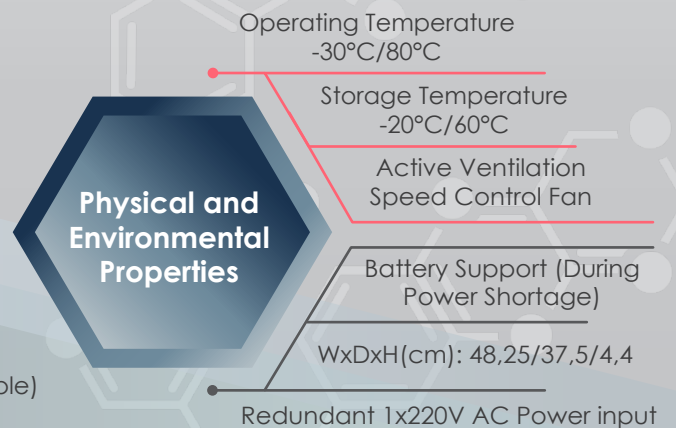 Operating Temperature
-30°C/80°C
Storage Temperature
-20°C/60°C
Active Ventilation
Speed Control Fan
Physical and
Environmental
Properties
Battery Support (During
Power Shortage)
WxDxH(cm): 48,25/37,5/4,4
ole)
Redundant 1x220V AC Power input